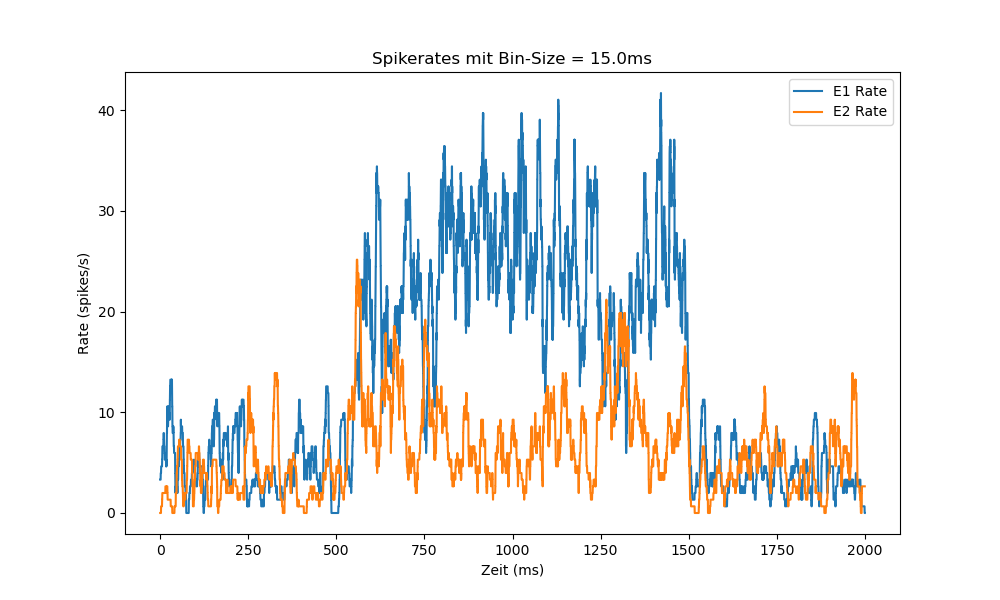 Spikerates mit Bin-Size = 15.0ms
E1 Rate
E2 Rate
40
30
20
10
0
Rate (spikes/s)
0 250 500 750 1000 1250 1500 1750 2000
Zeit (ms)